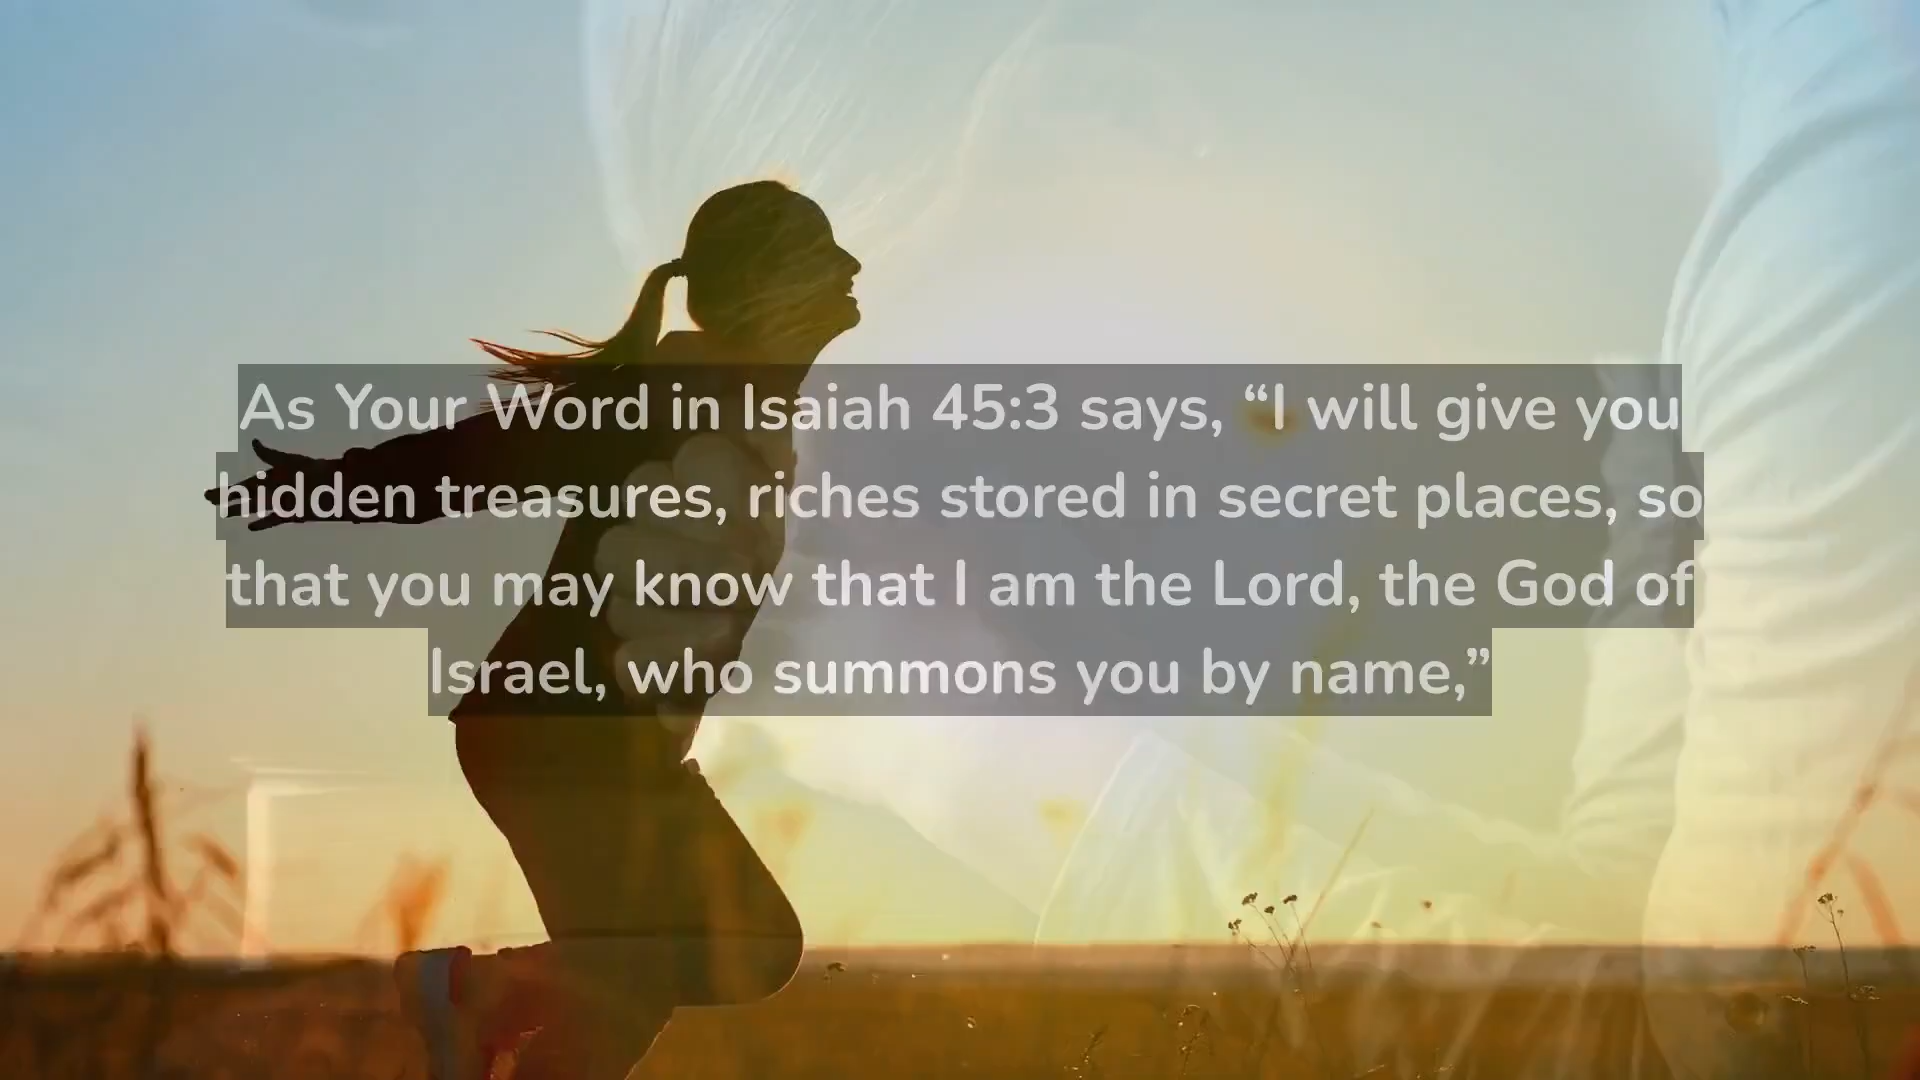 As Your Word in Isaiah 45:3 says, “I will give you
hidden treasures, riches stored in secret places, so
that you may know that I am the Lord, the God of
Israel, who summons you by name,”